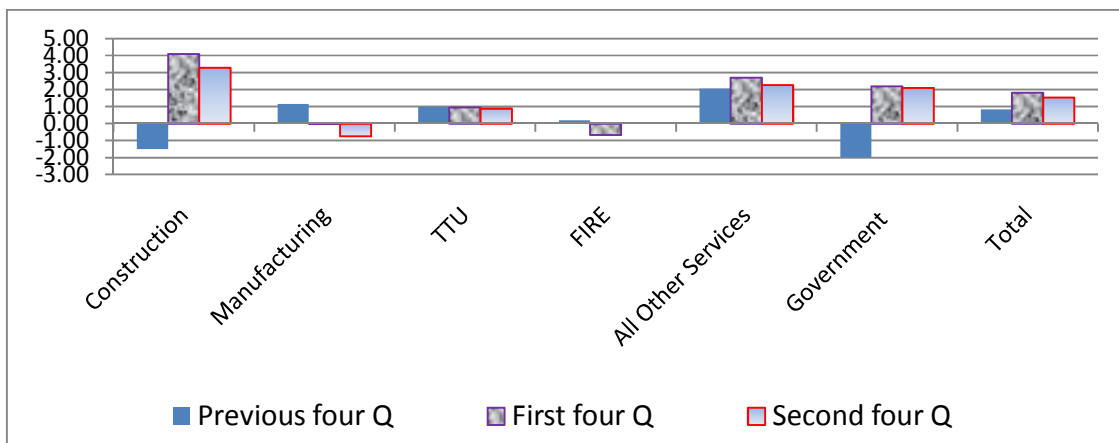 5.00
4.00
3.00
2.00
1.00
0.00
-1.00
-2.00
-3.00
Construction
Manufacturing
TTU
FIRE
All Other Services
Government
Total
Previous four Q
First four Q
Second four Q